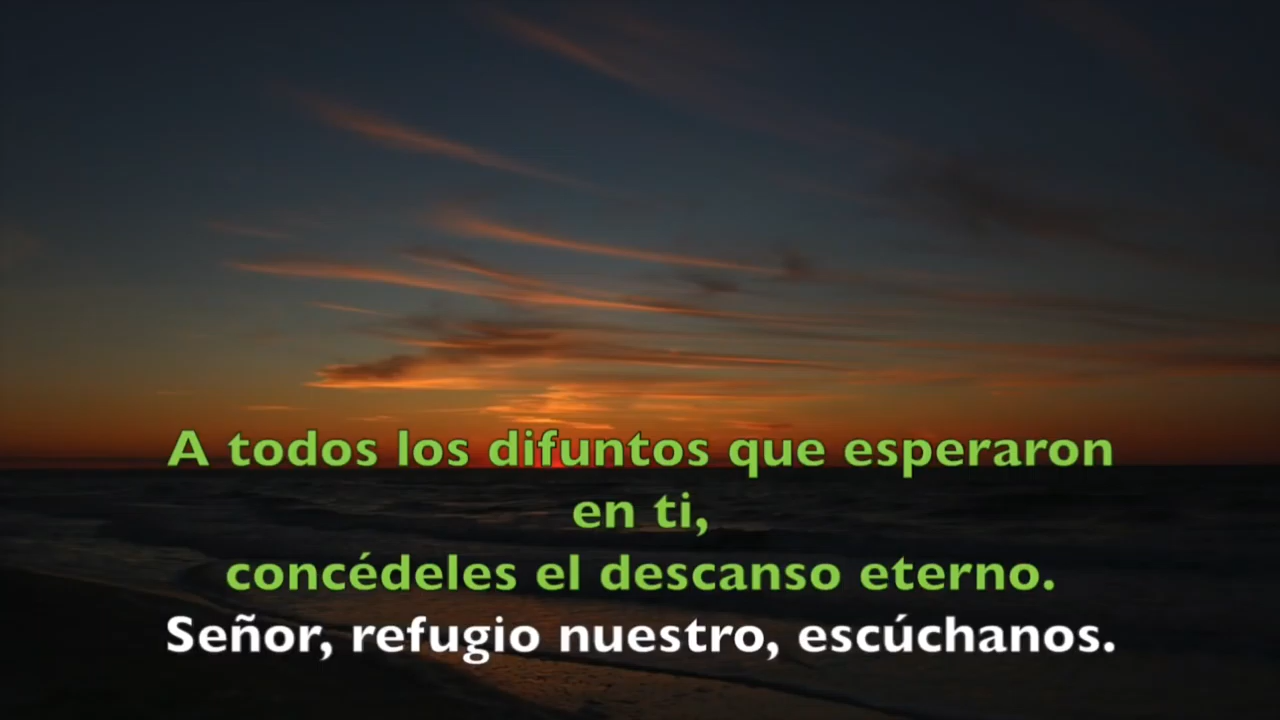 A todos los difuntos que esperaron
en ti,
concédeles el descanso eterno.
Señor, refugio nuestro, escúchanos.